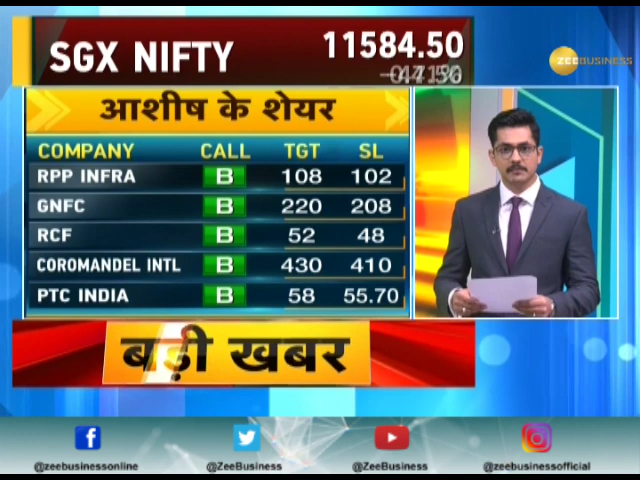 SGX NIFTY 11584.50
ZEEBUSINESS
आशीष के शेयर
COMPANY CALL TGT SL
RPP INFRA B 108 102
GNFC B 220 208
RCF B 52 48
COROMANDEL INTL B 430 410
PTC INDIA B 58 55.70
बड़ी खबर
@zeebusinessonline @ZeeBusiness @ZeeBusiness @zeebusinessofficial